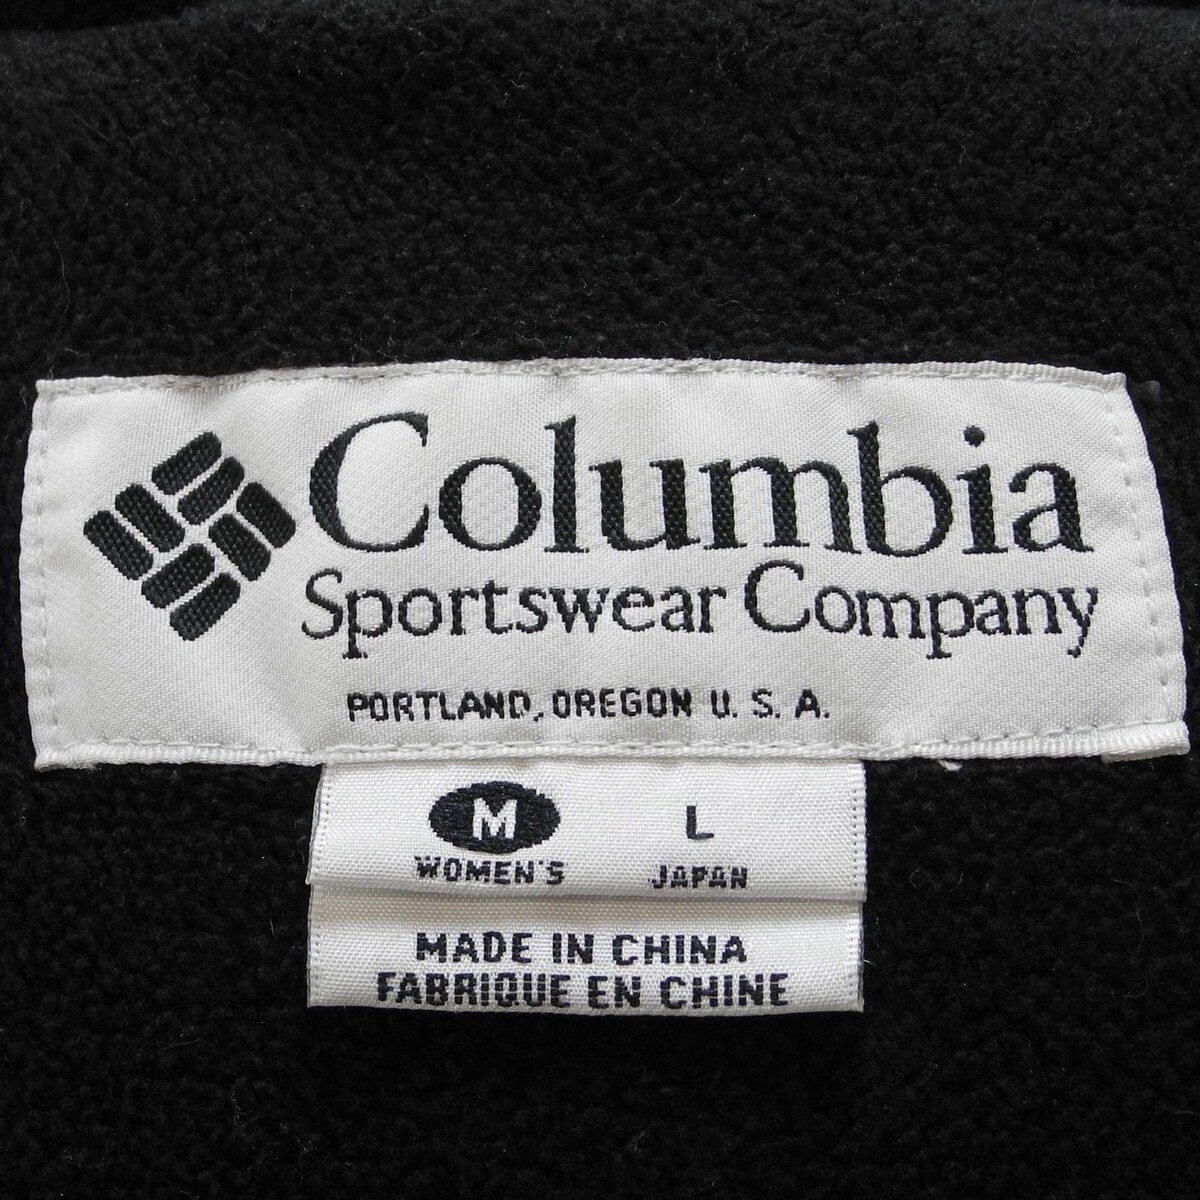 Columbia
Sportswear Company
PORTLAND, OREGON U. S. A.
M L
WOMEN'S JAPAN
MADE IN CHINA
FABRIQUE EN CHINE